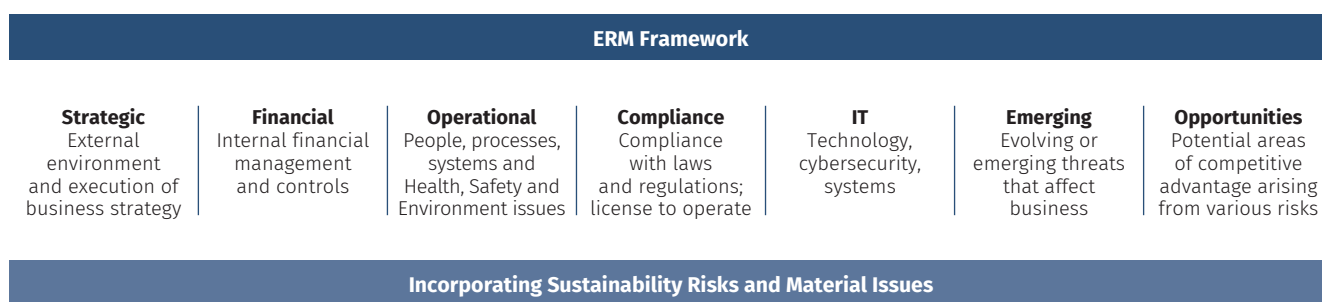 ERM Framework
Strategic
External
environment
and execution of
business strategy
Financial
Internal financial
management
and controls
Operational
People, processes,
systems and
Health, Safety and
Environment issues
Compliance
Compliance
with laws
and regulations;
license to operate
IT
Technology,
cybersecurity,
systems
Emerging
Evolving or
emerging threats
that affect
business
Opportunities
Potential areas
of competitive
advantage arising
from various risks
Incorporating Sustainability Risks and Material Issues